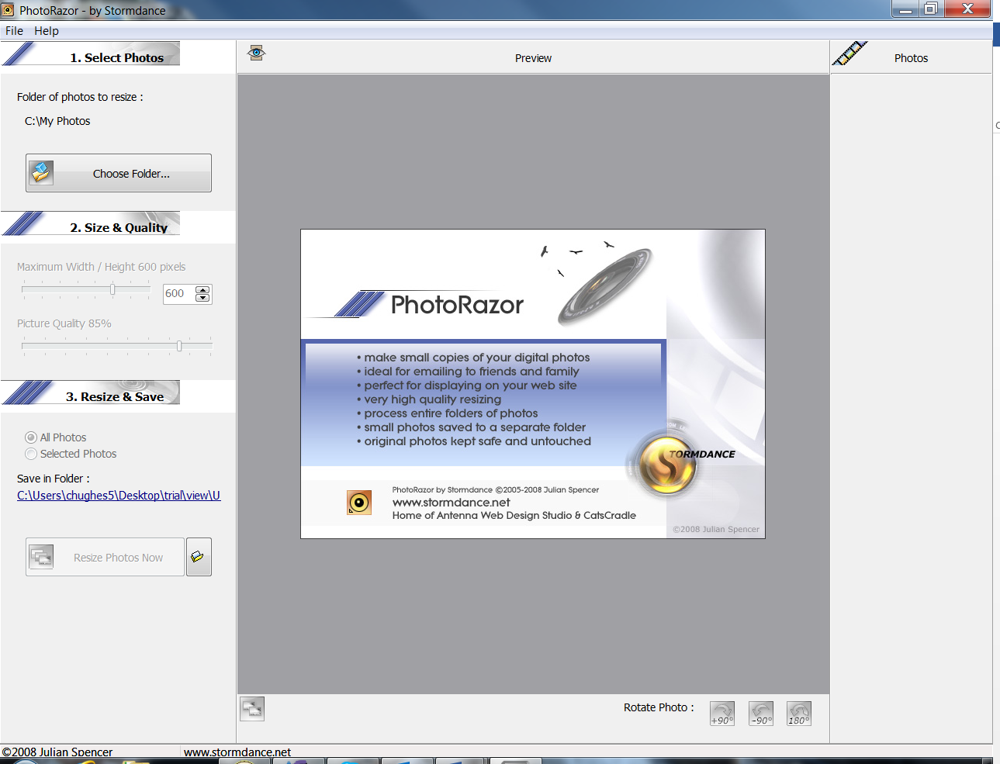 PhotoRazor - by Stormdance
File Help
1. Select Photos
Folder of photos to resize :
C:\My Photos
Choose Folder...
2. Size & Quality
Maximum Width / Height 600 pixels
600
Picture Quality 85%
3. Resize & Save
All Photos
Selected Photos
Save in Folder :
C:\Users\chughes5\Desktop\trial\view\U
Resize Photos Now
Preview
PhotoRazor
• make small copies of your digital photos
• ideal for emailing to friends and family
• perfect for displaying on your web site
• very high quality resizing
• process entire folders of photos
• small photos saved to a separate folder
• original photos kept safe and untouched
STORMDANCE
PhotoRazor by Stormdance ©2005-2008 Julian Spencer
www.stormdance.net
Home of Antenna Web Design Studio & CatsCradle
©2008 Julian Spencer
Rotate Photo :
+90° -90° 180°
Photos
©2008 Julian Spencer
www.stormdance.net